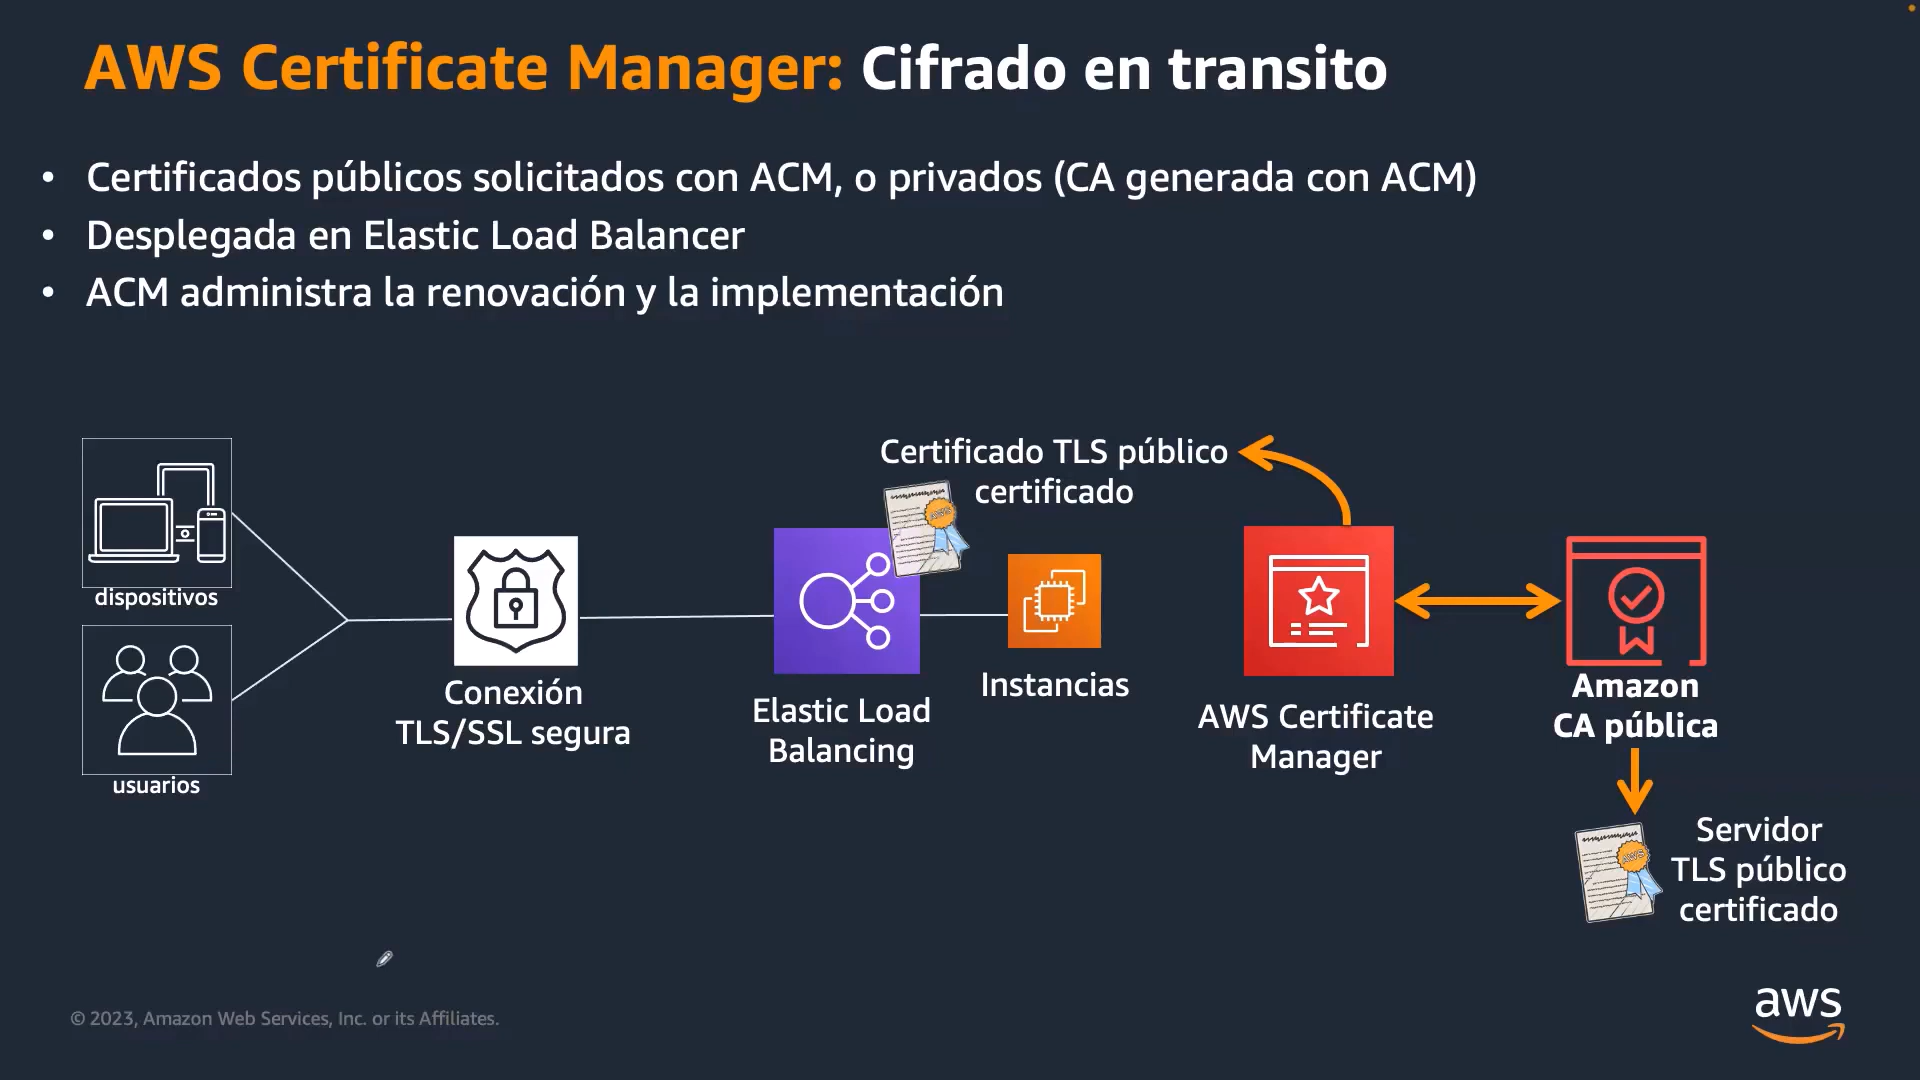 AWS Certificate Manager: Cifrado en transito
• Certificados públicos solicitados con ACM, o privados (CA generada con ACM)
• Desplegada en Elastic Load Balancer
• ACM administra la renovación y la implementación
Certificado TLS público
certificado
AWS
dispositivos
usuarios
Conexión
TLS/SSL segura
Elastic Load
Balancing
Instancias
AWS Certificate
Manager
Amazon
CA pública
AWS
Servidor
TLS público
certificado
© 2023, Amazon Web Services, Inc. or its Affiliates.
aws